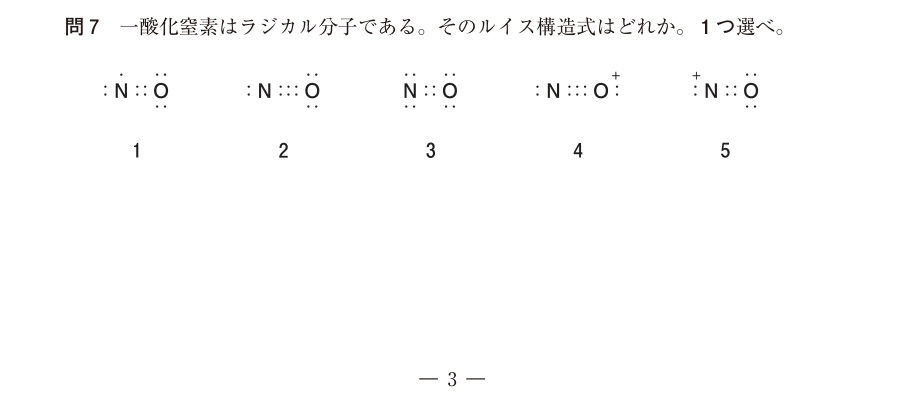 問7 一酸化窒素はラジカル分子である。そのルイス構造式はどれか。1つ選べ。
:Ṅ::Ö: :N:::Ö: N̈::Ö :N:::O⁺: ⁺:N::Ö
1 2 3 4 5
— 3 —